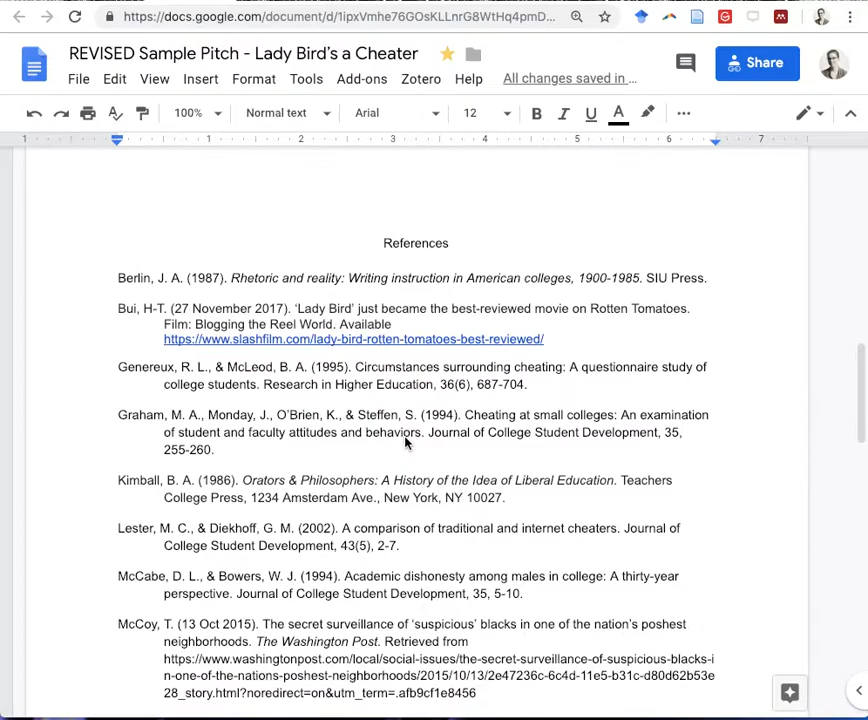 https://docs.google.com/document/d/1ipxVmhe76GOsKLLnrG8WtHq4pmD...
REVISED Sample Pitch - Lady Bird's a Cheater
Share
File Edit View Insert Format Tools Add-ons Zotero Help All changes saved in ...
100% Normal text Arial 12 B I U A
1 1 2 3 4 5 6 7
References
Berlin, J. A. (1987). Rhetoric and reality: Writing instruction in American colleges, 1900-1985. SIU Press.
Bui, H-T. (27 November 2017). ‘Lady Bird’ just became the best-reviewed movie on Rotten Tomatoes.
Film: Blogging the Reel World. Available
https://www.slashfilm.com/lady-bird-rotten-tomatoes-best-reviewed/
Genereux, R. L., & McLeod, B. A. (1995). Circumstances surrounding cheating: A questionnaire study of
college students. Research in Higher Education, 36(6), 687-704.
Graham, M. A., Monday, J., O’Brien, K., & Steffen, S. (1994). Cheating at small colleges: An examination
of student and faculty attitudes and behaviors. Journal of College Student Development, 35,
255-260.
Kimball, B. A. (1986). Orators & Philosophers: A History of the Idea of Liberal Education. Teachers
College Press, 1234 Amsterdam Ave., New York, NY 10027.
Lester, M. C., & Diekhoff, G. M. (2002). A comparison of traditional and internet cheaters. Journal of
College Student Development, 43(5), 2-7.
McCabe, D. L., & Bowers, W. J. (1994). Academic dishonesty among males in college: A thirty-year
perspective. Journal of College Student Development, 35, 5-10.
McCoy, T. (13 Oct 2015). The secret surveillance of ‘suspicious’ blacks in one of the nation’s poshest
neighborhoods. The Washington Post. Retrieved from
https://www.washingtonpost.com/local/social-issues/the-secret-surveillance-of-suspicious-blacks-i
n-one-of-the-nations-poshest-neighborhoods/2015/10/13/2e47236c-6c4d-11e5-b31c-d80d62b53e
28_story.html?noredirect=on&utm_term=.afb9cf1e8456